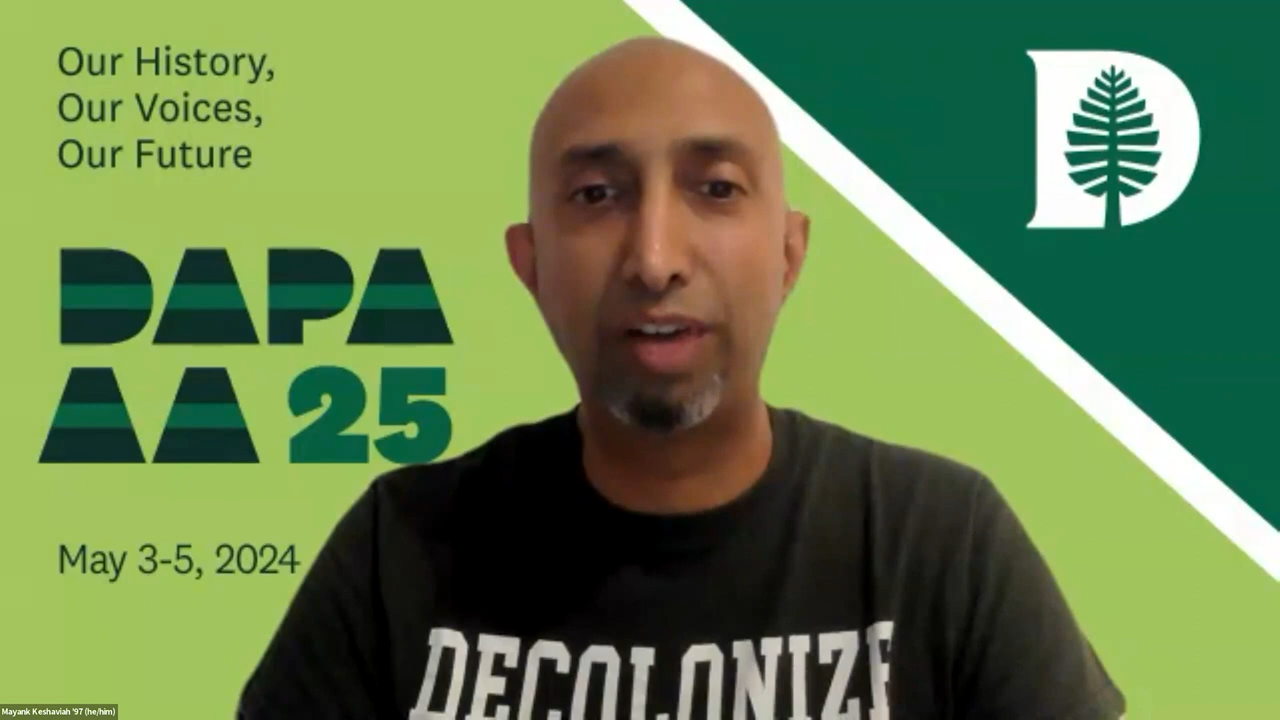 Our History,
Our Voices,
Our Future
DAPA
AA 25
May 3-5, 2024
DECOLONIZE
Mayank Keshaviah '97 (he/him)